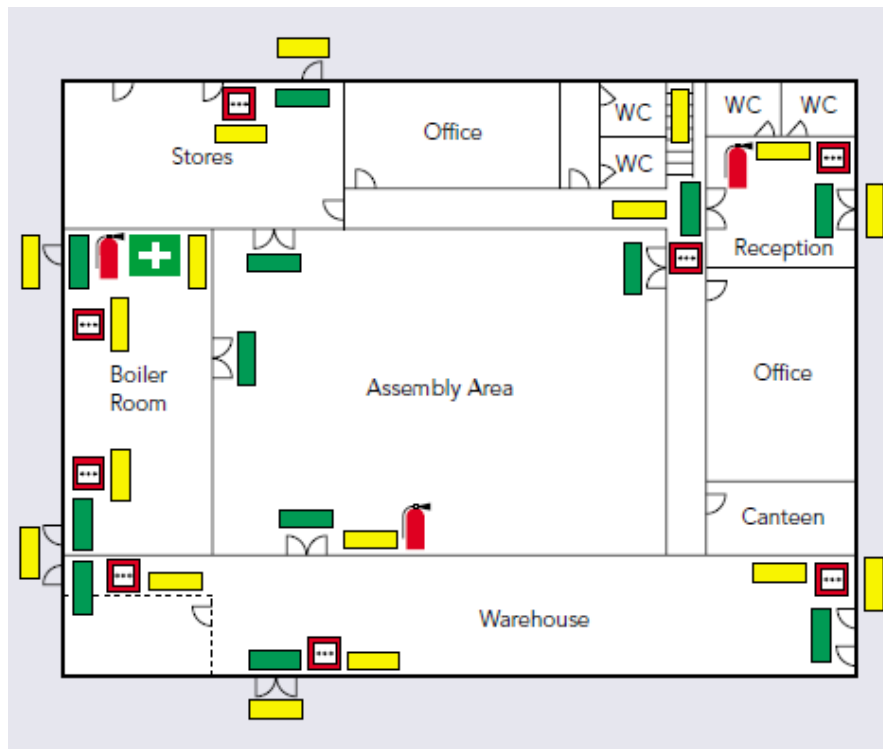 WC
WC
WC
Office
Stores
WC
Reception
Boiler
Room
Assembly Area
Office
Canteen
Warehouse